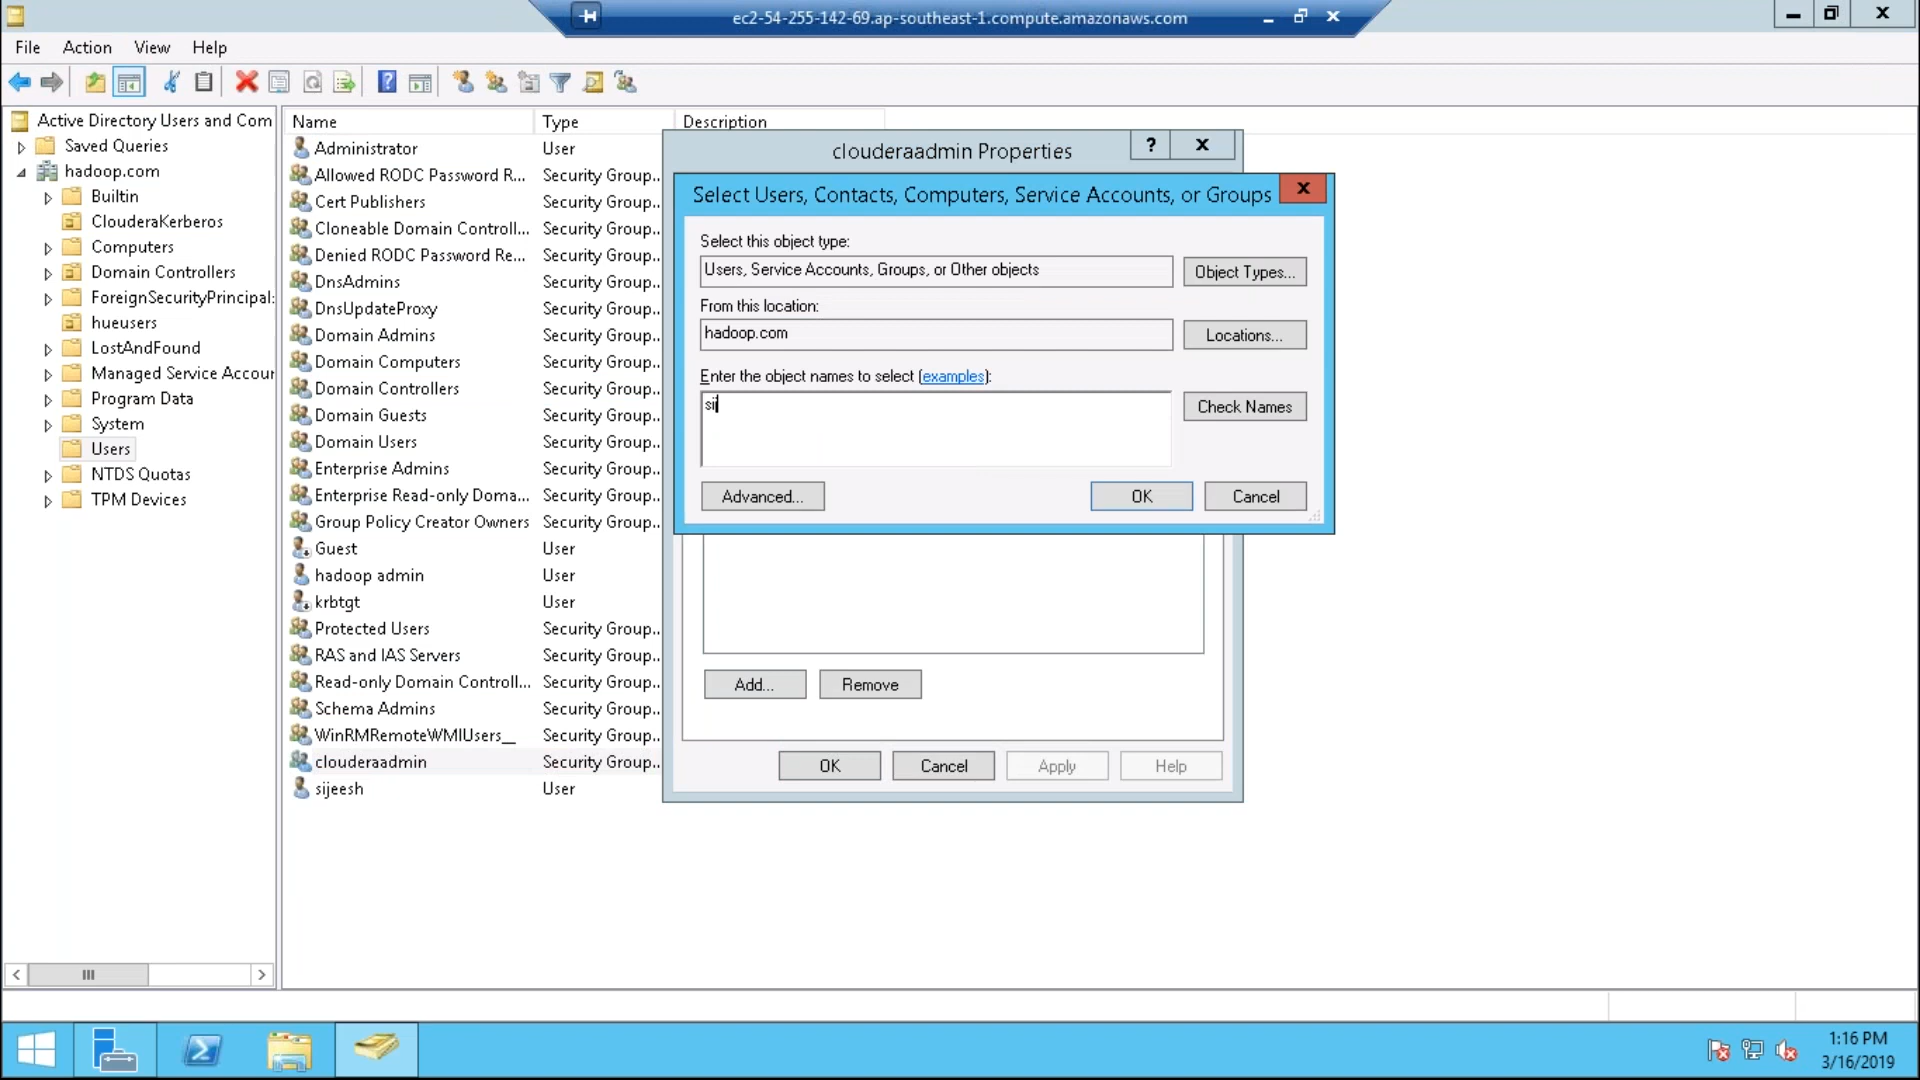 ec2-54-255-142-69.ap-southeast-1.compute.amazonaws.com
File Action View Help
Active Directory Users and Com
Saved Queries
hadoop.com
Builtin
ClouderaKerberos
Computers
Domain Controllers
ForeignSecurityPrincipal:
hueusers
LostAndFound
Managed Service Accour
Program Data
System
Users
NTDS Quotas
TPM Devices
Name Type Description
Administrator User
Allowed RODC Password R... Security Group...
Cert Publishers Security Group...
Cloneable Domain Controll... Security Group...
Denied RODC Password Re... Security Group...
DnsAdmins Security Group...
DnsUpdateProxy Security Group...
Domain Admins Security Group...
Domain Computers Security Group...
Domain Controllers Security Group...
Domain Guests Security Group...
Domain Users Security Group...
Enterprise Admins Security Group...
Enterprise Read-only Doma... Security Group...
Group Policy Creator Owners Security Group...
Guest User
hadoop admin User
krbtgt User
Protected Users Security Group...
RAS and IAS Servers Security Group...
Read-only Domain Controll... Security Group...
Schema Admins Security Group...
WinRMRemoteWMIUsers__ Security Group...
clouderaadmin Security Group...
sijeesh User
clouderaadmin Properties
?
X
Select Users, Contacts, Computers, Service Accounts, or Groups
X
Select this object type:
Users, Service Accounts, Groups, or Other objects
Object Types...
From this location:
hadoop.com
Locations...
Enter the object names to select (examples):
sij
Check Names
Advanced...
OK
Cancel
Add...
Remove
OK
Cancel
Apply
Help
1:16 PM
3/16/2019